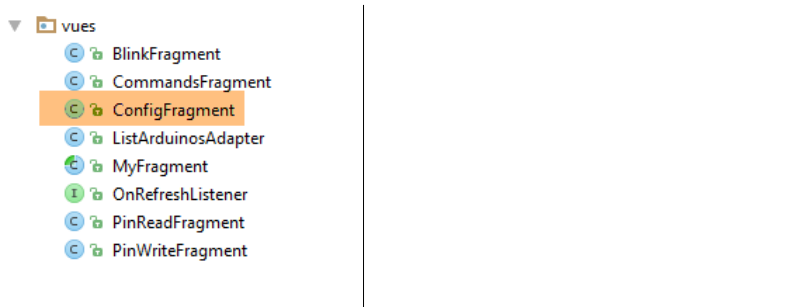 vues
C BlinkFragment
C CommandsFragment
C ConfigFragment
C ListArduinosAdapter
C MyFragment
I OnRefreshListener
C PinReadFragment
C PinWriteFragment